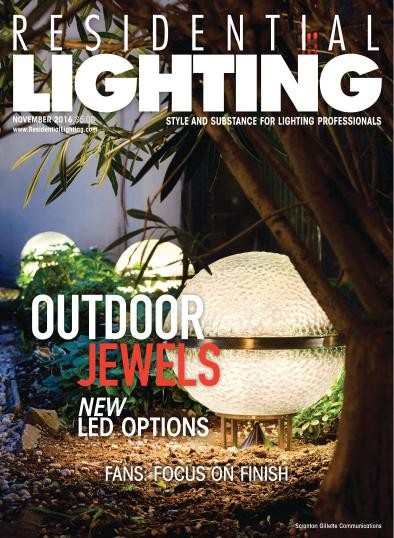 RESIDENTIAL
LIGHTING
NOVEMBER 2016 $6.00
www.ResidentialLighting.com
STYLE AND SUBSTANCE FOR LIGHTING PROFESSIONALS
OUTDOOR
JEWELS
NEW
LED OPTIONS
FANS: FOCUS ON FINISH
Scranton Gillette Communications